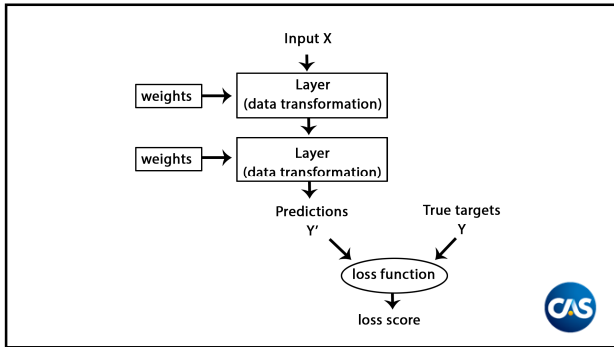 Input X
weights
Layer
(data transformation)
weights
Layer
(data transformation)
Predictions
Y'
True targets
Y
loss function
loss score
CAS